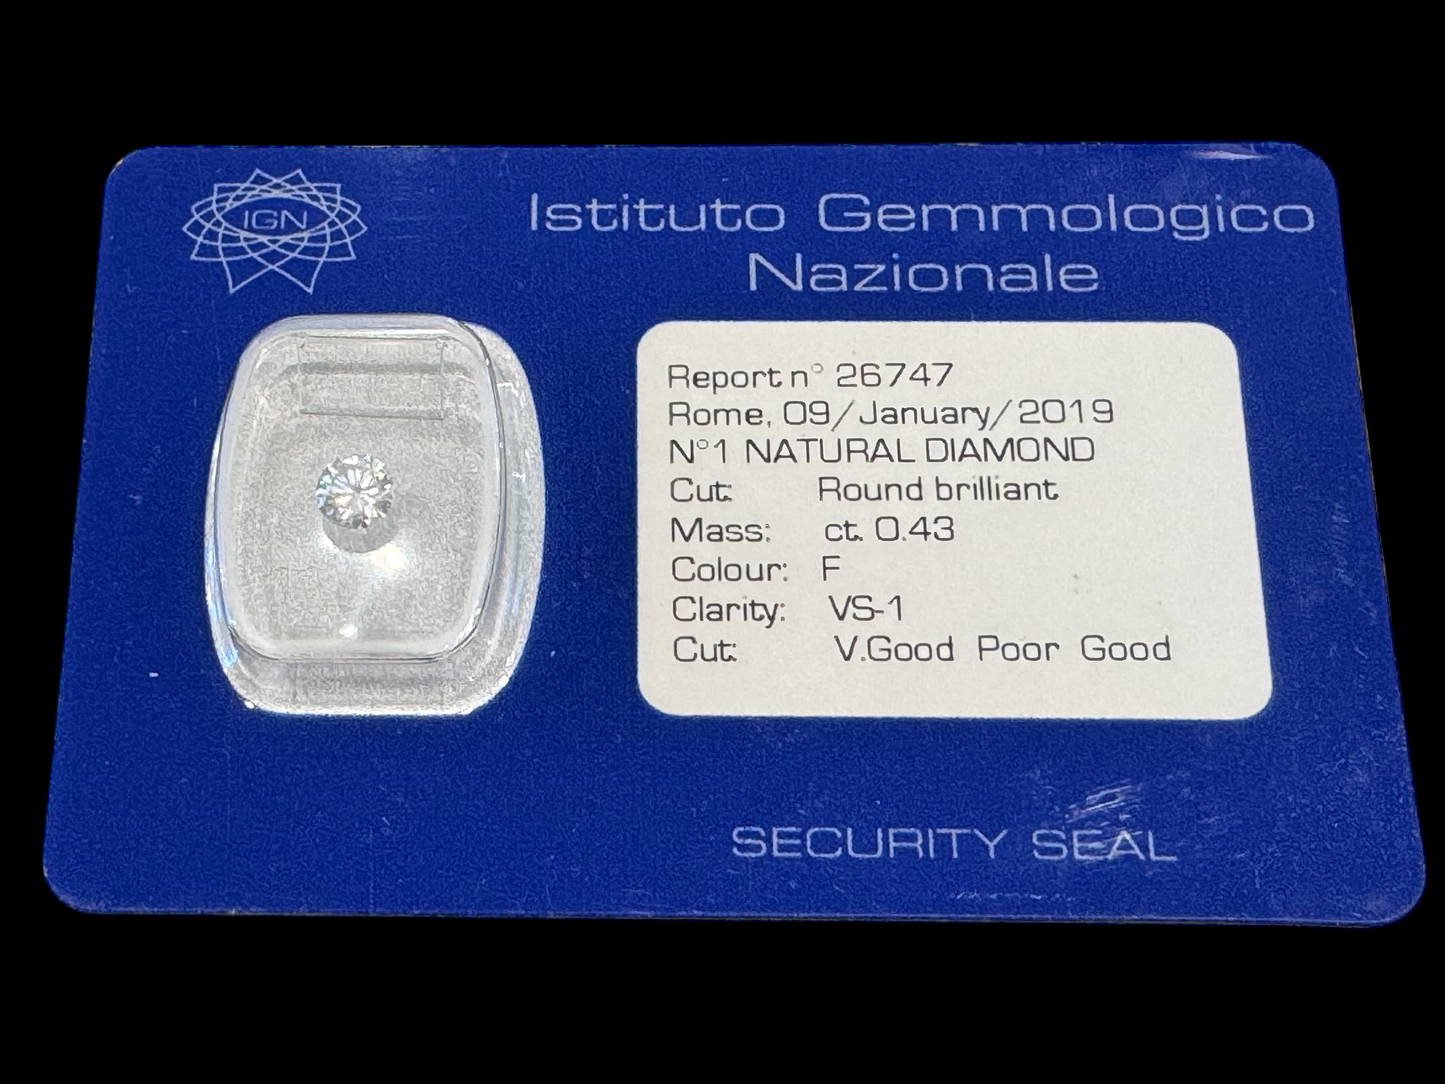 IGN
Istituto Gemmologico
Nazionale
Report n° 26747
Rome, 09/January/2019
N°1 NATURAL DIAMOND
Cut: Round brilliant
Mass: ct. 0.43
Colour: F
Clarity: VS-1
Cut: V.Good Poor Good
SECURITY SEAL